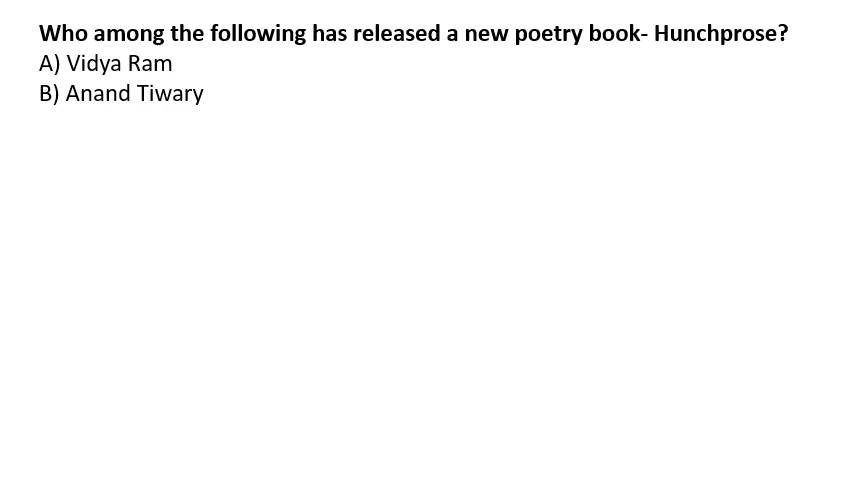 Who among the following has released a new poetry book- Hunchprose?
A) Vidya Ram
B) Anand Tiwary